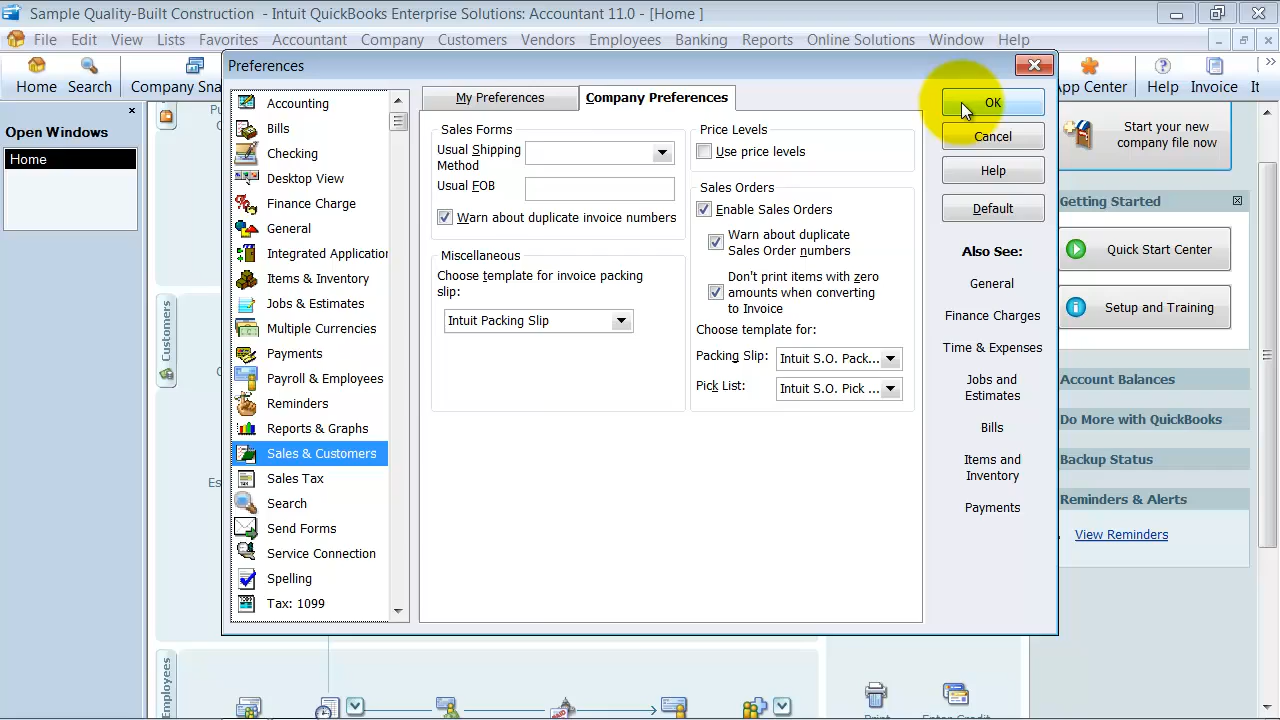 Sample Quality-Built Construction - Intuit QuickBooks Enterprise Solutions: Accountant 11.0 - [Home ]
File Edit View Lists Favorites Accountant Company Customers Vendors Employees Banking Reports Online Solutions Window Help
Home Search Company Sna App Center Help Invoice It
Open Windows
Home
Customers
Es
Employees
Preferences
Accounting
Bills
Checking
Desktop View
Finance Charge
General
Integrated Application
Items & Inventory
Jobs & Estimates
Multiple Currencies
Payments
Payroll & Employees
Reminders
Reports & Graphs
Sales & Customers
Sales Tax
Search
Send Forms
Service Connection
Spelling
Tax: 1099
My Preferences
Company Preferences
Sales Forms
Usual Shipping
Method
Usual FOB
Warn about duplicate invoice numbers
Miscellaneous
Choose template for invoice packing
slip:
Intuit Packing Slip
Price Levels
Use price levels
Sales Orders
Enable Sales Orders
Warn about duplicate
Sales Order numbers
Don't print items with zero
amounts when converting
to Invoice
Choose template for:
Packing Slip: Intuit S.O. Pack...
Pick List: Intuit S.O. Pick ...
OK
Cancel
Help
Default
Also See:
General
Finance Charges
Time & Expenses
Jobs and
Estimates
Bills
Items and
Inventory
Payments
Start your new
company file now
Getting Started
Quick Start Center
Setup and Training
Account Balances
Do More with QuickBooks
Backup Status
Reminders & Alerts
View Reminders